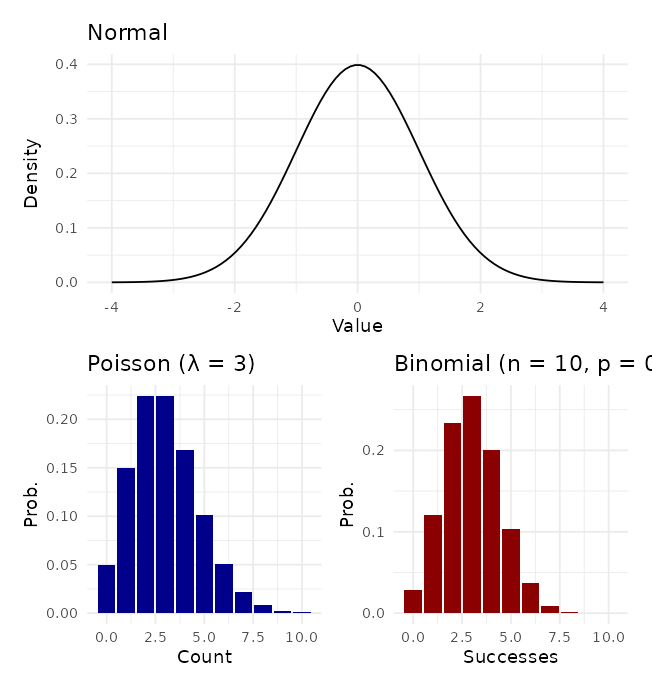 Normal
0.4
0.3
0.2
0.1
0.0
Density
-4 -2 0 2 4
Value
Poisson (λ = 3)
0.20
0.15
0.10
0.05
0.00
Prob.
0.0 2.5 5.0 7.5 10.0
Count
Binomial (n = 10, p = 0
0.2
0.1
0.0
Prob.
0.0 2.5 5.0 7.5 10.0
Successes